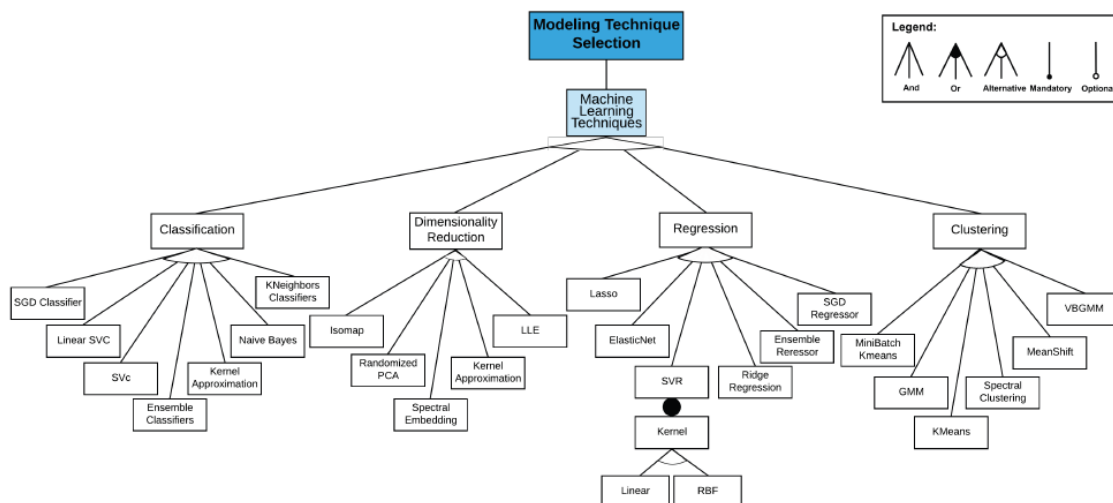 Modeling Technique
Selection
Legend:
And
Or
Alternative
Mandatory
Optiona
Machine
Learning
Techniques
Classification
Dimensionality
Reduction
Regression
Clustering
SGD Classifier
Linear SVC
SVc
Ensemble
Classifiers
Kernel
Approximation
Naive Bayes
KNeighbors
Classifiers
Isomap
Randomized
PCA
Spectral
Embedding
Kernel
Approximation
LLE
Lasso
ElasticNet
SVR
Kernel
Linear
RBF
Ridge
Regression
Ensemble
Reressor
SGD
Regressor
MiniBatch
Kmeans
GMM
KMeans
Spectral
Clustering
MeanShift
VBGMM